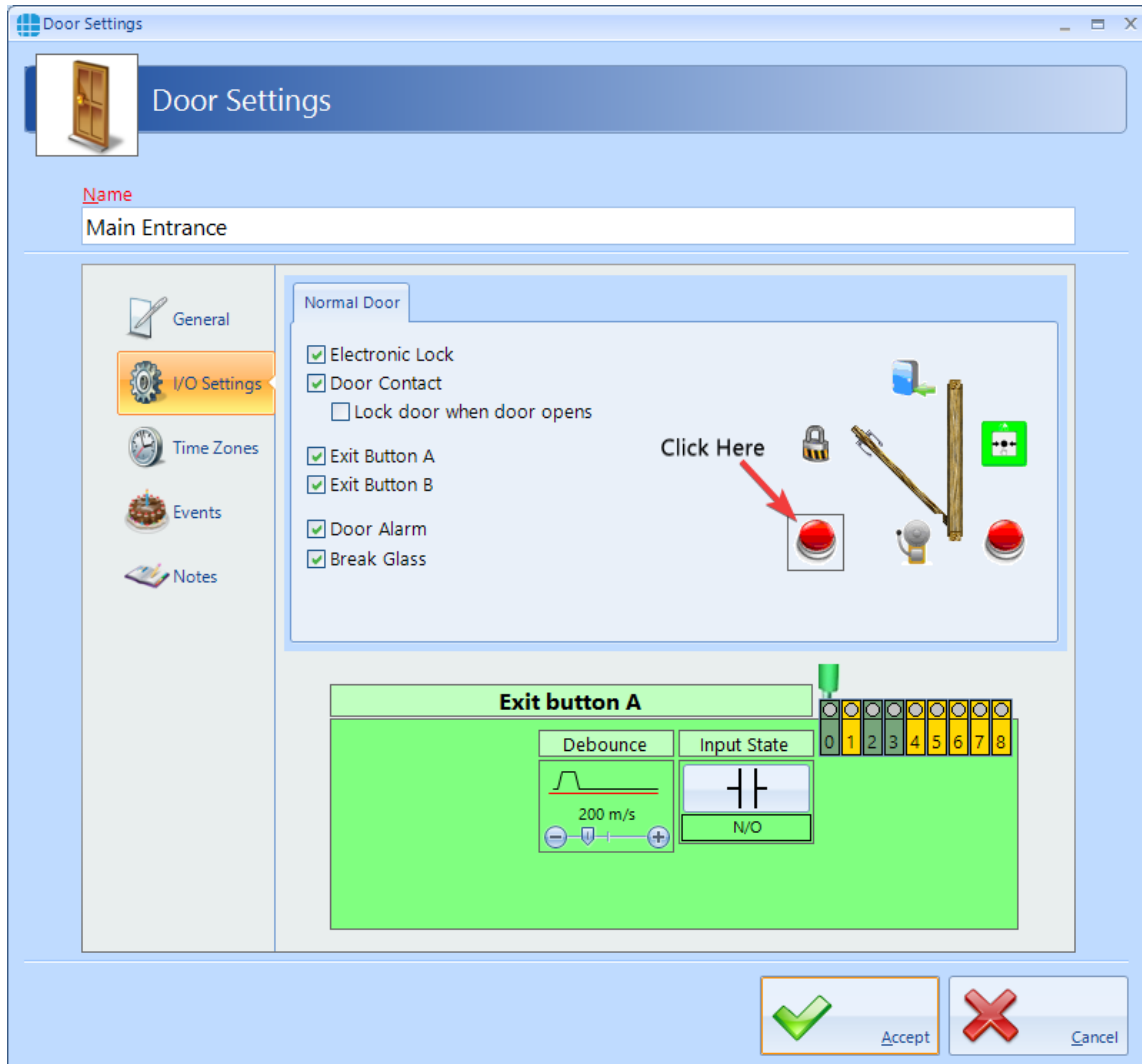 Door Settings
Door Settings
Name
Main Entrance
General
I/O Settings
Time Zones
Events
Notes
Normal Door
Electronic Lock
Door Contact
Lock door when door opens
Exit Button A
Exit Button B
Door Alarm
Break Glass
Click Here
Exit button A
Debounce
200 m/s
Input State
N/O
0 1 2 3 4 5 6 7 8
Accept
Cancel